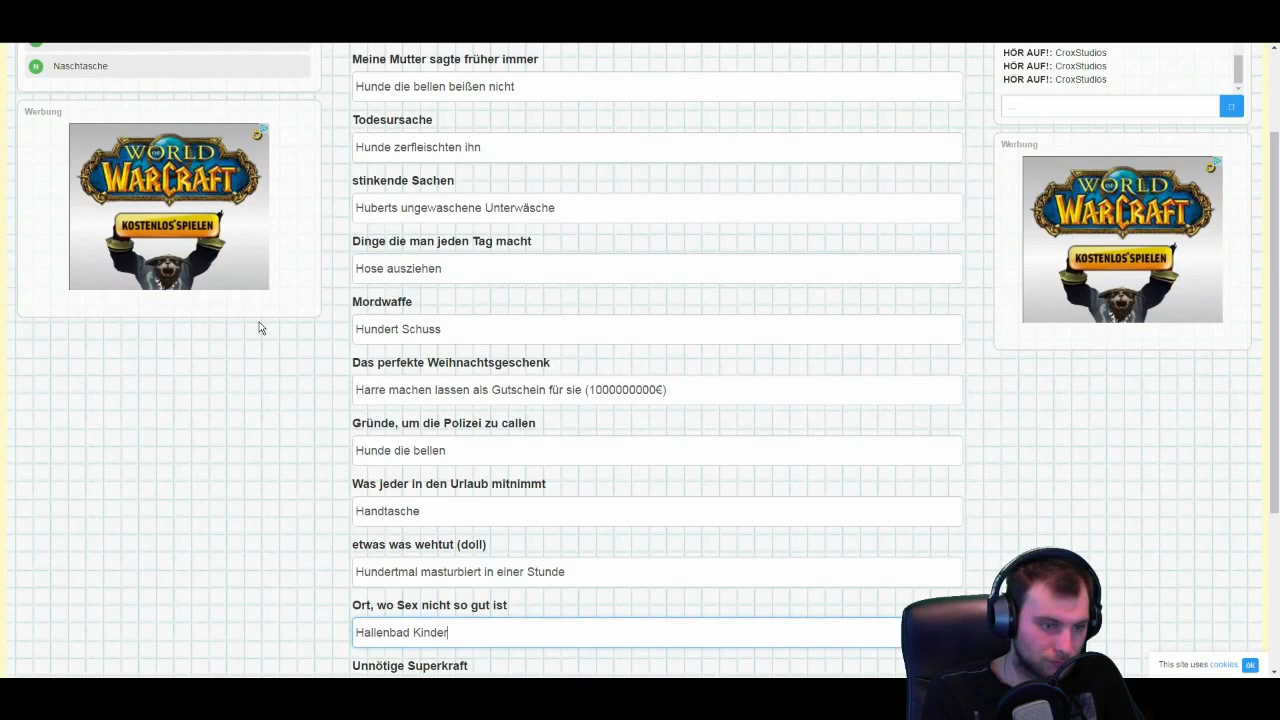 N Naschtasche
Werbung
WORLD
OF
WARCRAFT
KOSTENLOS SPIELEN
Meine Mutter sagte früher immer
Hunde die bellen beißen nicht
Todesursache
Hunde zerfleischten ihn
stinkende Sachen
Huberts ungewaschene Unterwäsche
Dinge die man jeden Tag macht
Hose ausziehen
Mordwaffe
Hundert Schuss
Das perfekte Weihnachtsgeschenk
Harre machen lassen als Gutschein für sie (1000000000€)
Gründe, um die Polizei zu callen
Hunde die bellen
Was jeder in den Urlaub mitnimmt
Handtasche
etwas was wehtut (doll)
Hundertmal masturbiert in einer Stunde
Ort, wo Sex nicht so gut ist
Hallenbad Kinder
Unnötige Superkraft
HÖR AUF!: CroxStudios
HÖR AUF!: CroxStudios
HÖR AUF!: CroxStudios
...
Werbung
WORLD
OF
WARCRAFT
KOSTENLOS SPIELEN
This site uses cookies. ok